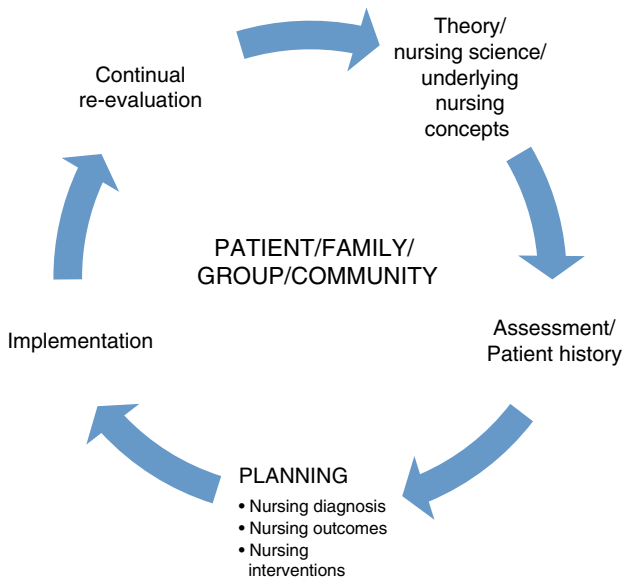 Theory/
nursing science/
underlying
nursing
concepts
Assessment/
Patient history
PLANNING
• Nursing diagnosis
• Nursing outcomes
• Nursing
interventions
Implementation
Continual
re-evaluation
PATIENT/FAMILY/
GROUP/COMMUNITY